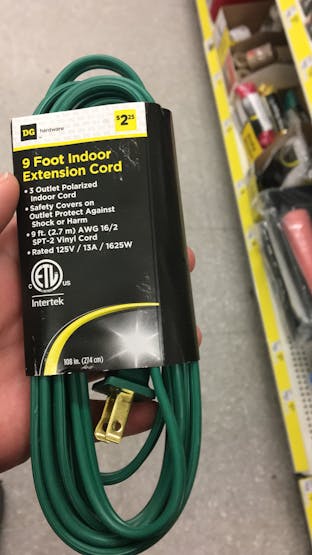 DG hardware
$2.25
9 Foot Indoor
Extension Cord
• 3 Outlet Polarized
Indoor Cord
• Safety Covers on
Outlet Protect Against
Shock or Harm
• 9 ft. (2.7 m) AWG 16/2
SPT-2 Vinyl Cord
• Rated 125V / 13A / 1625W
C ETL US
Intertek
108 in. (274 cm)